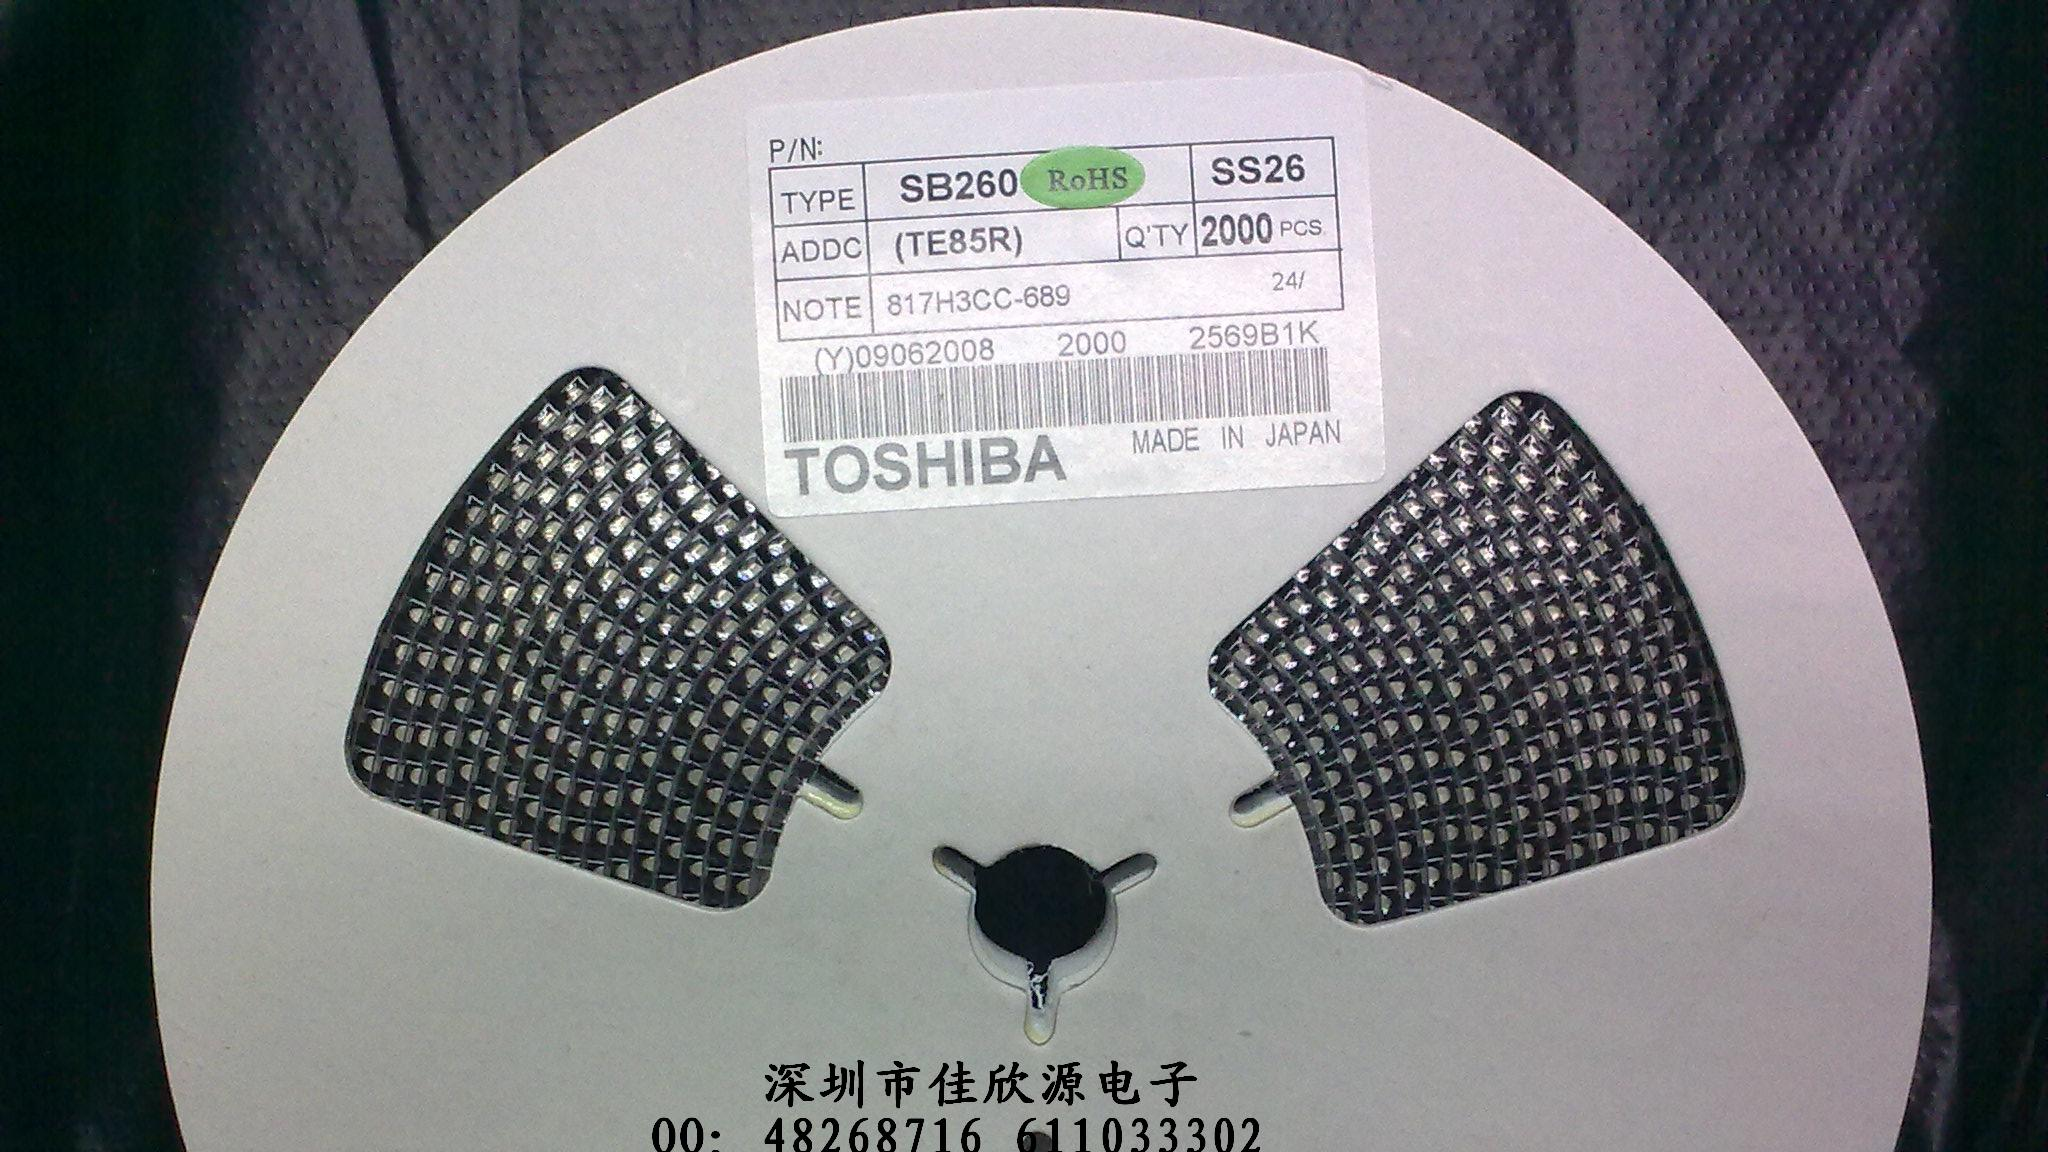 P/N:
TYPE SB260 RoHS SS26
ADDC (TE85R) Q'TY 2000 PCS
NOTE 817H3CC-689 24/
(Y)09062008 2000 2569B1K
TOSHIBA MADE IN JAPAN
深圳市佳欣源电子
QQ: 48268716 611033302